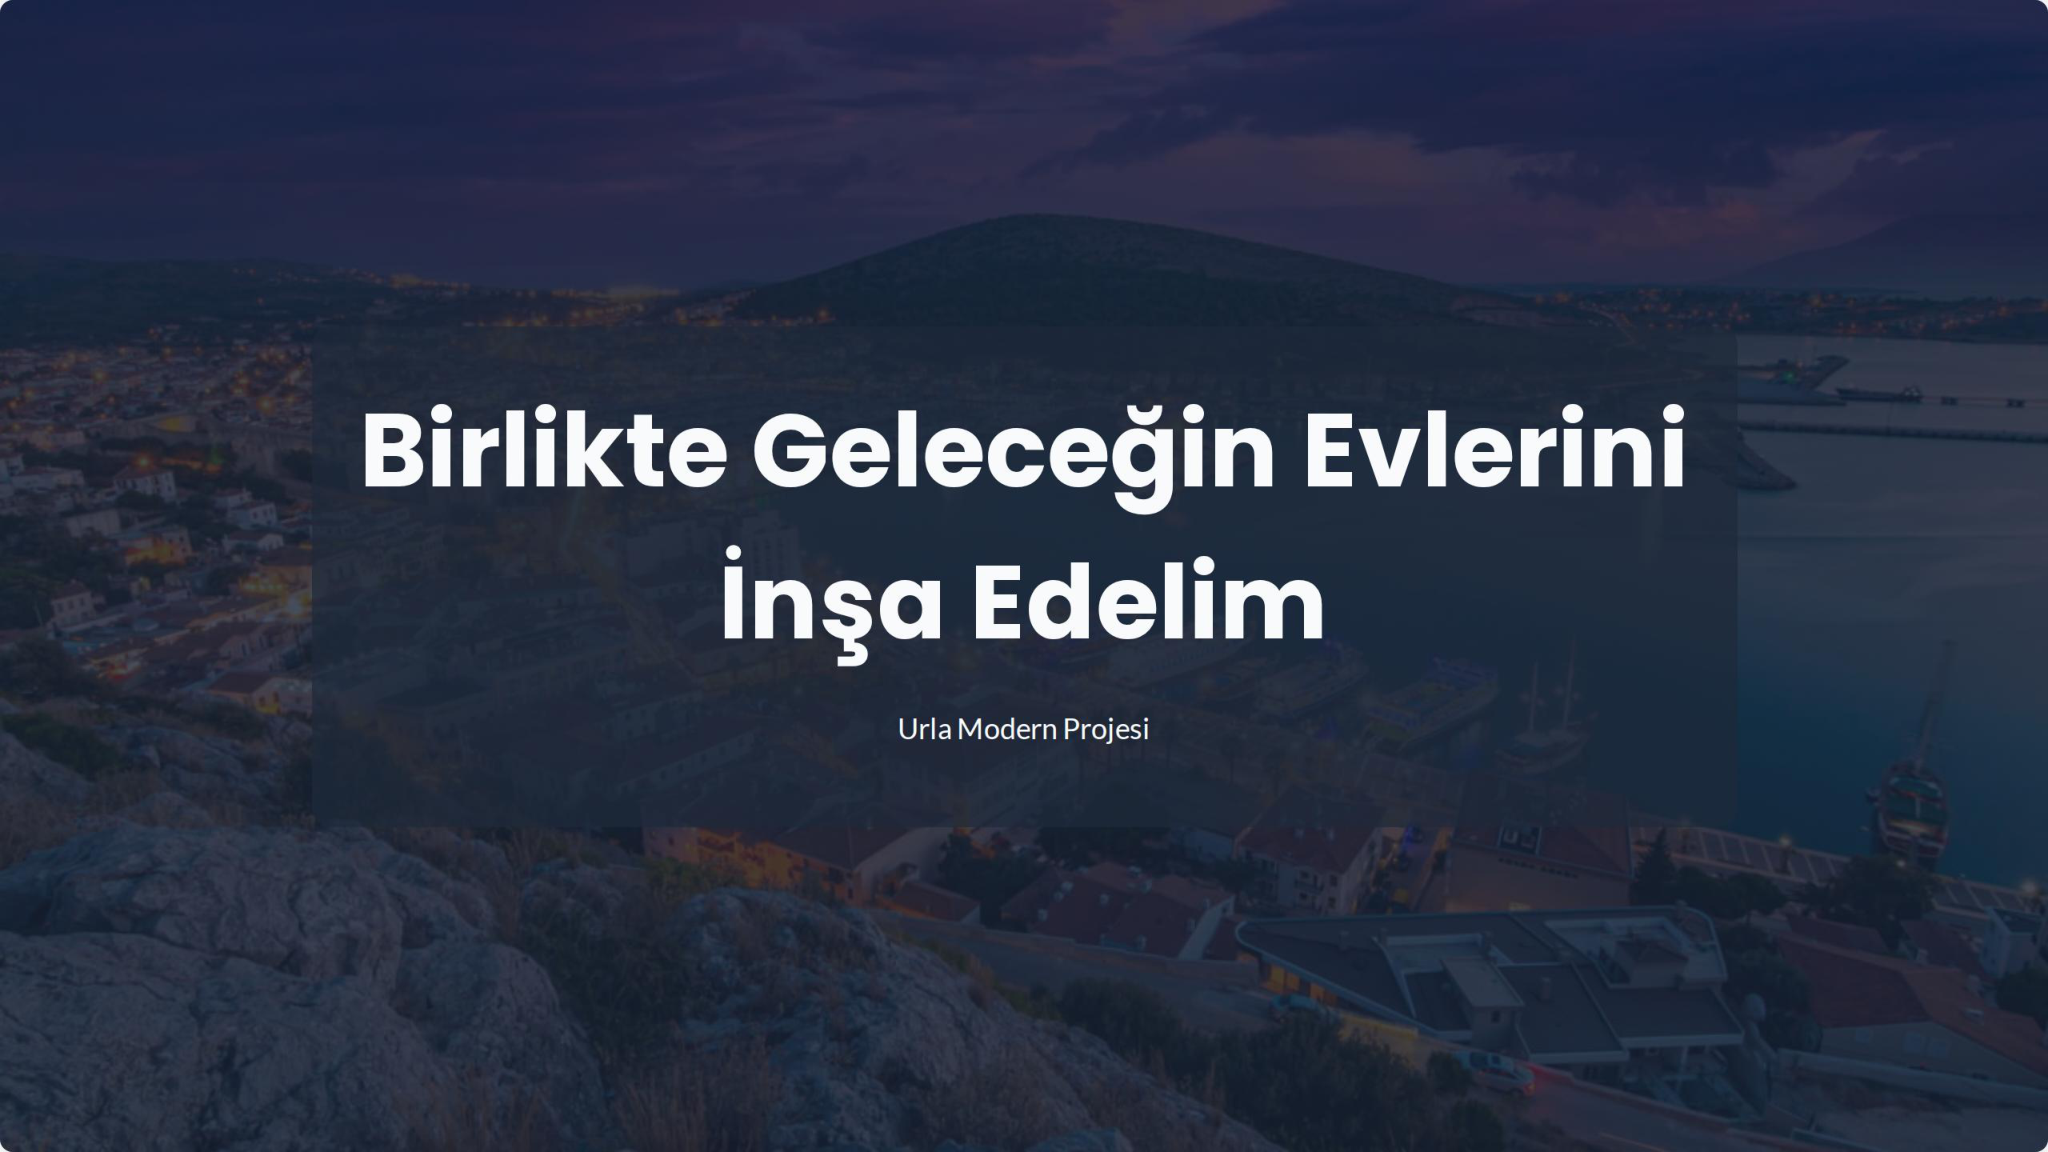 Birlikte Geleceğin Evlerini
İnşa Edelim
Urla Modern Projesi